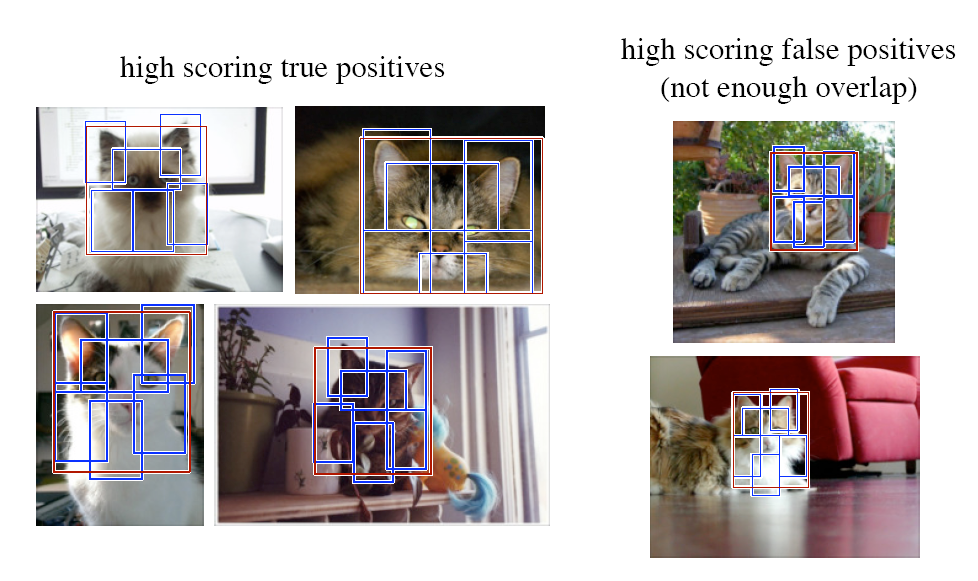 high scoring true positives
high scoring false positives
(not enough overlap)